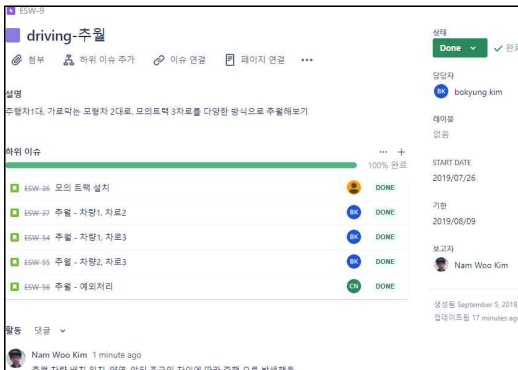 ESW-9
driving-추월
첨부 하위 이슈 추가 이슈 연결 페이지 연결
설명
주행차1대, 가로막는 모형차 2대로, 모의트랙 3차로를 다양한 방식으로 추월해보기
하위 이슈
100% 완료
ESW-36 모의 트랙 설치 DONE
ESW-37 추월 - 차량1, 차로2 BK DONE
ESW-54 추월 - 차량1, 차로3 BK DONE
ESW-55 추월 - 차량2, 차로3 BK DONE
ESW-56 추월 - 예외처리 CN DONE
활동 댓글
Nam Woo Kim 1 minute ago
상태
Done
담당자
BK bokyung kim
레이블
없음
START DATE
2019/07/26
기한
2019/08/09
보고자
Nam Woo Kim
생성됨 September 5, 2019,
업데이트됨 17 minutes ago